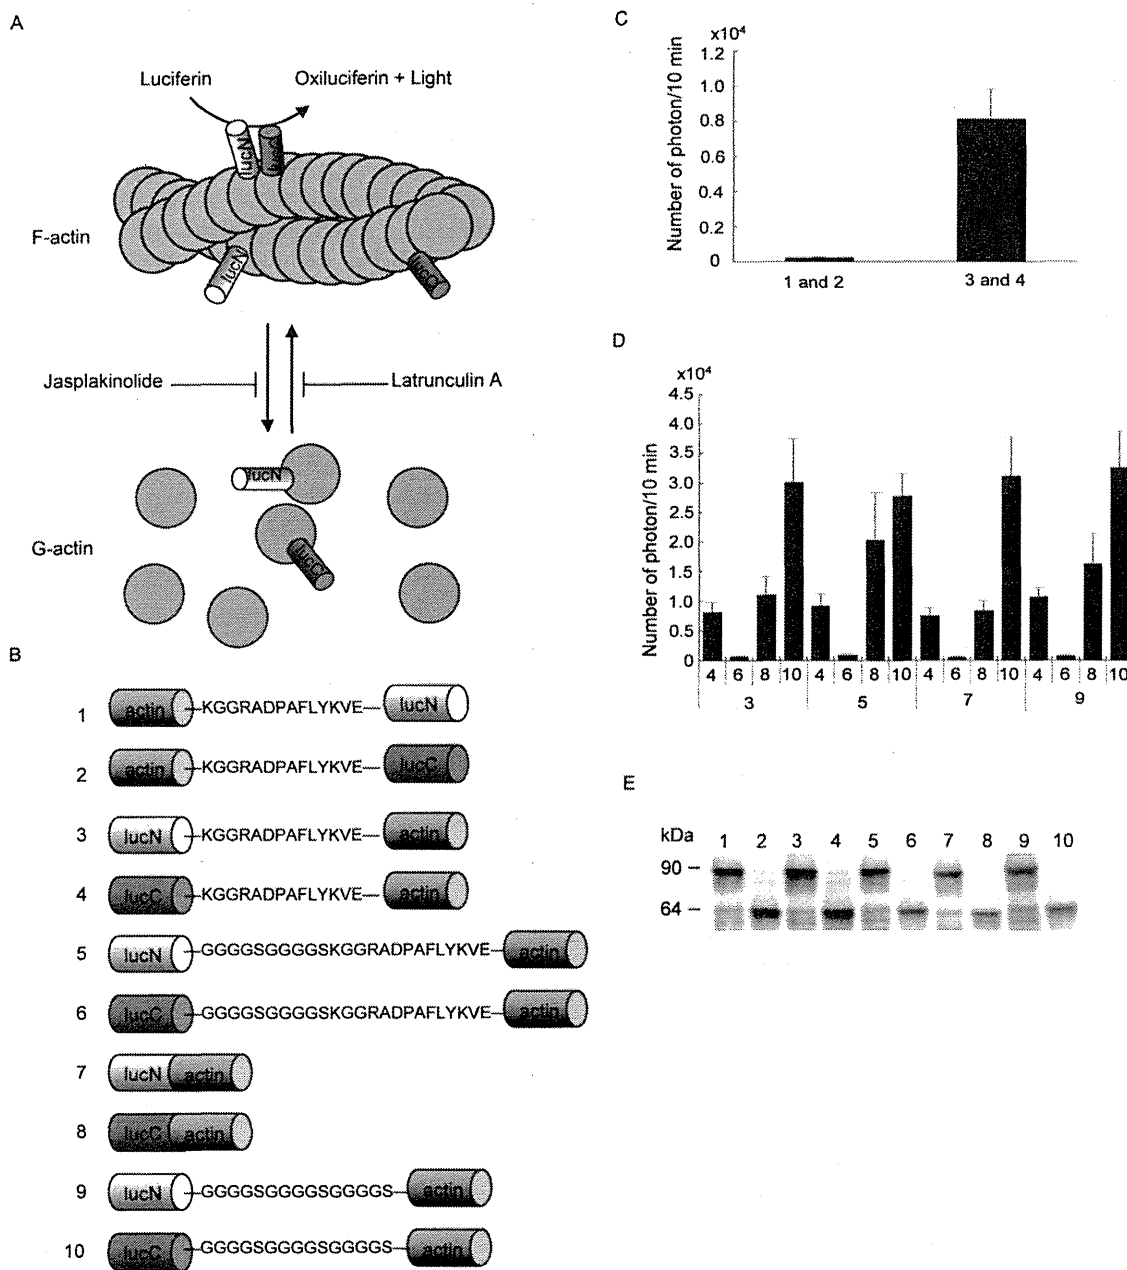 A
Luciferin
Oxiluciferin + Light
lucN
lucN
lucC
F-actin
Jasplakinolide
Latrunculin A
lucN
lucC
G-actin
B
1 actin KGGRADPAFLYKVE lucN
2 actin KGGRADPAFLYKVE lucC
3 lucN KGGRADPAFLYKVE actin
4 lucC KGGRADPAFLYKVE actin
5 lucN GGGGSGGGGSKGGRADPAFLYKVE actin
6 lucC GGGGSGGGGSKGGRADPAFLYKVE actin
7 lucN actin
8 lucC actin
9 lucN GGGGSGGGGSGGGGS actin
10 lucC GGGGSGGGGSGGGGS actin
C
x10⁴
Number of photon/10 min
1.2
1.0
0.8
0.6
0.4
0.2
0
1 and 2
3 and 4
D
x10⁴
Number of photon/10 min
4.5
4.0
3.5
3.0
2.5
2.0
1.5
1.0
0.5
0
4 6 8 10 4 6 8 10 4 6 8 10 4 6 8 10
3 5 7 9
E
kDa 1 2 3 4 5 6 7 8 9 10
90
64